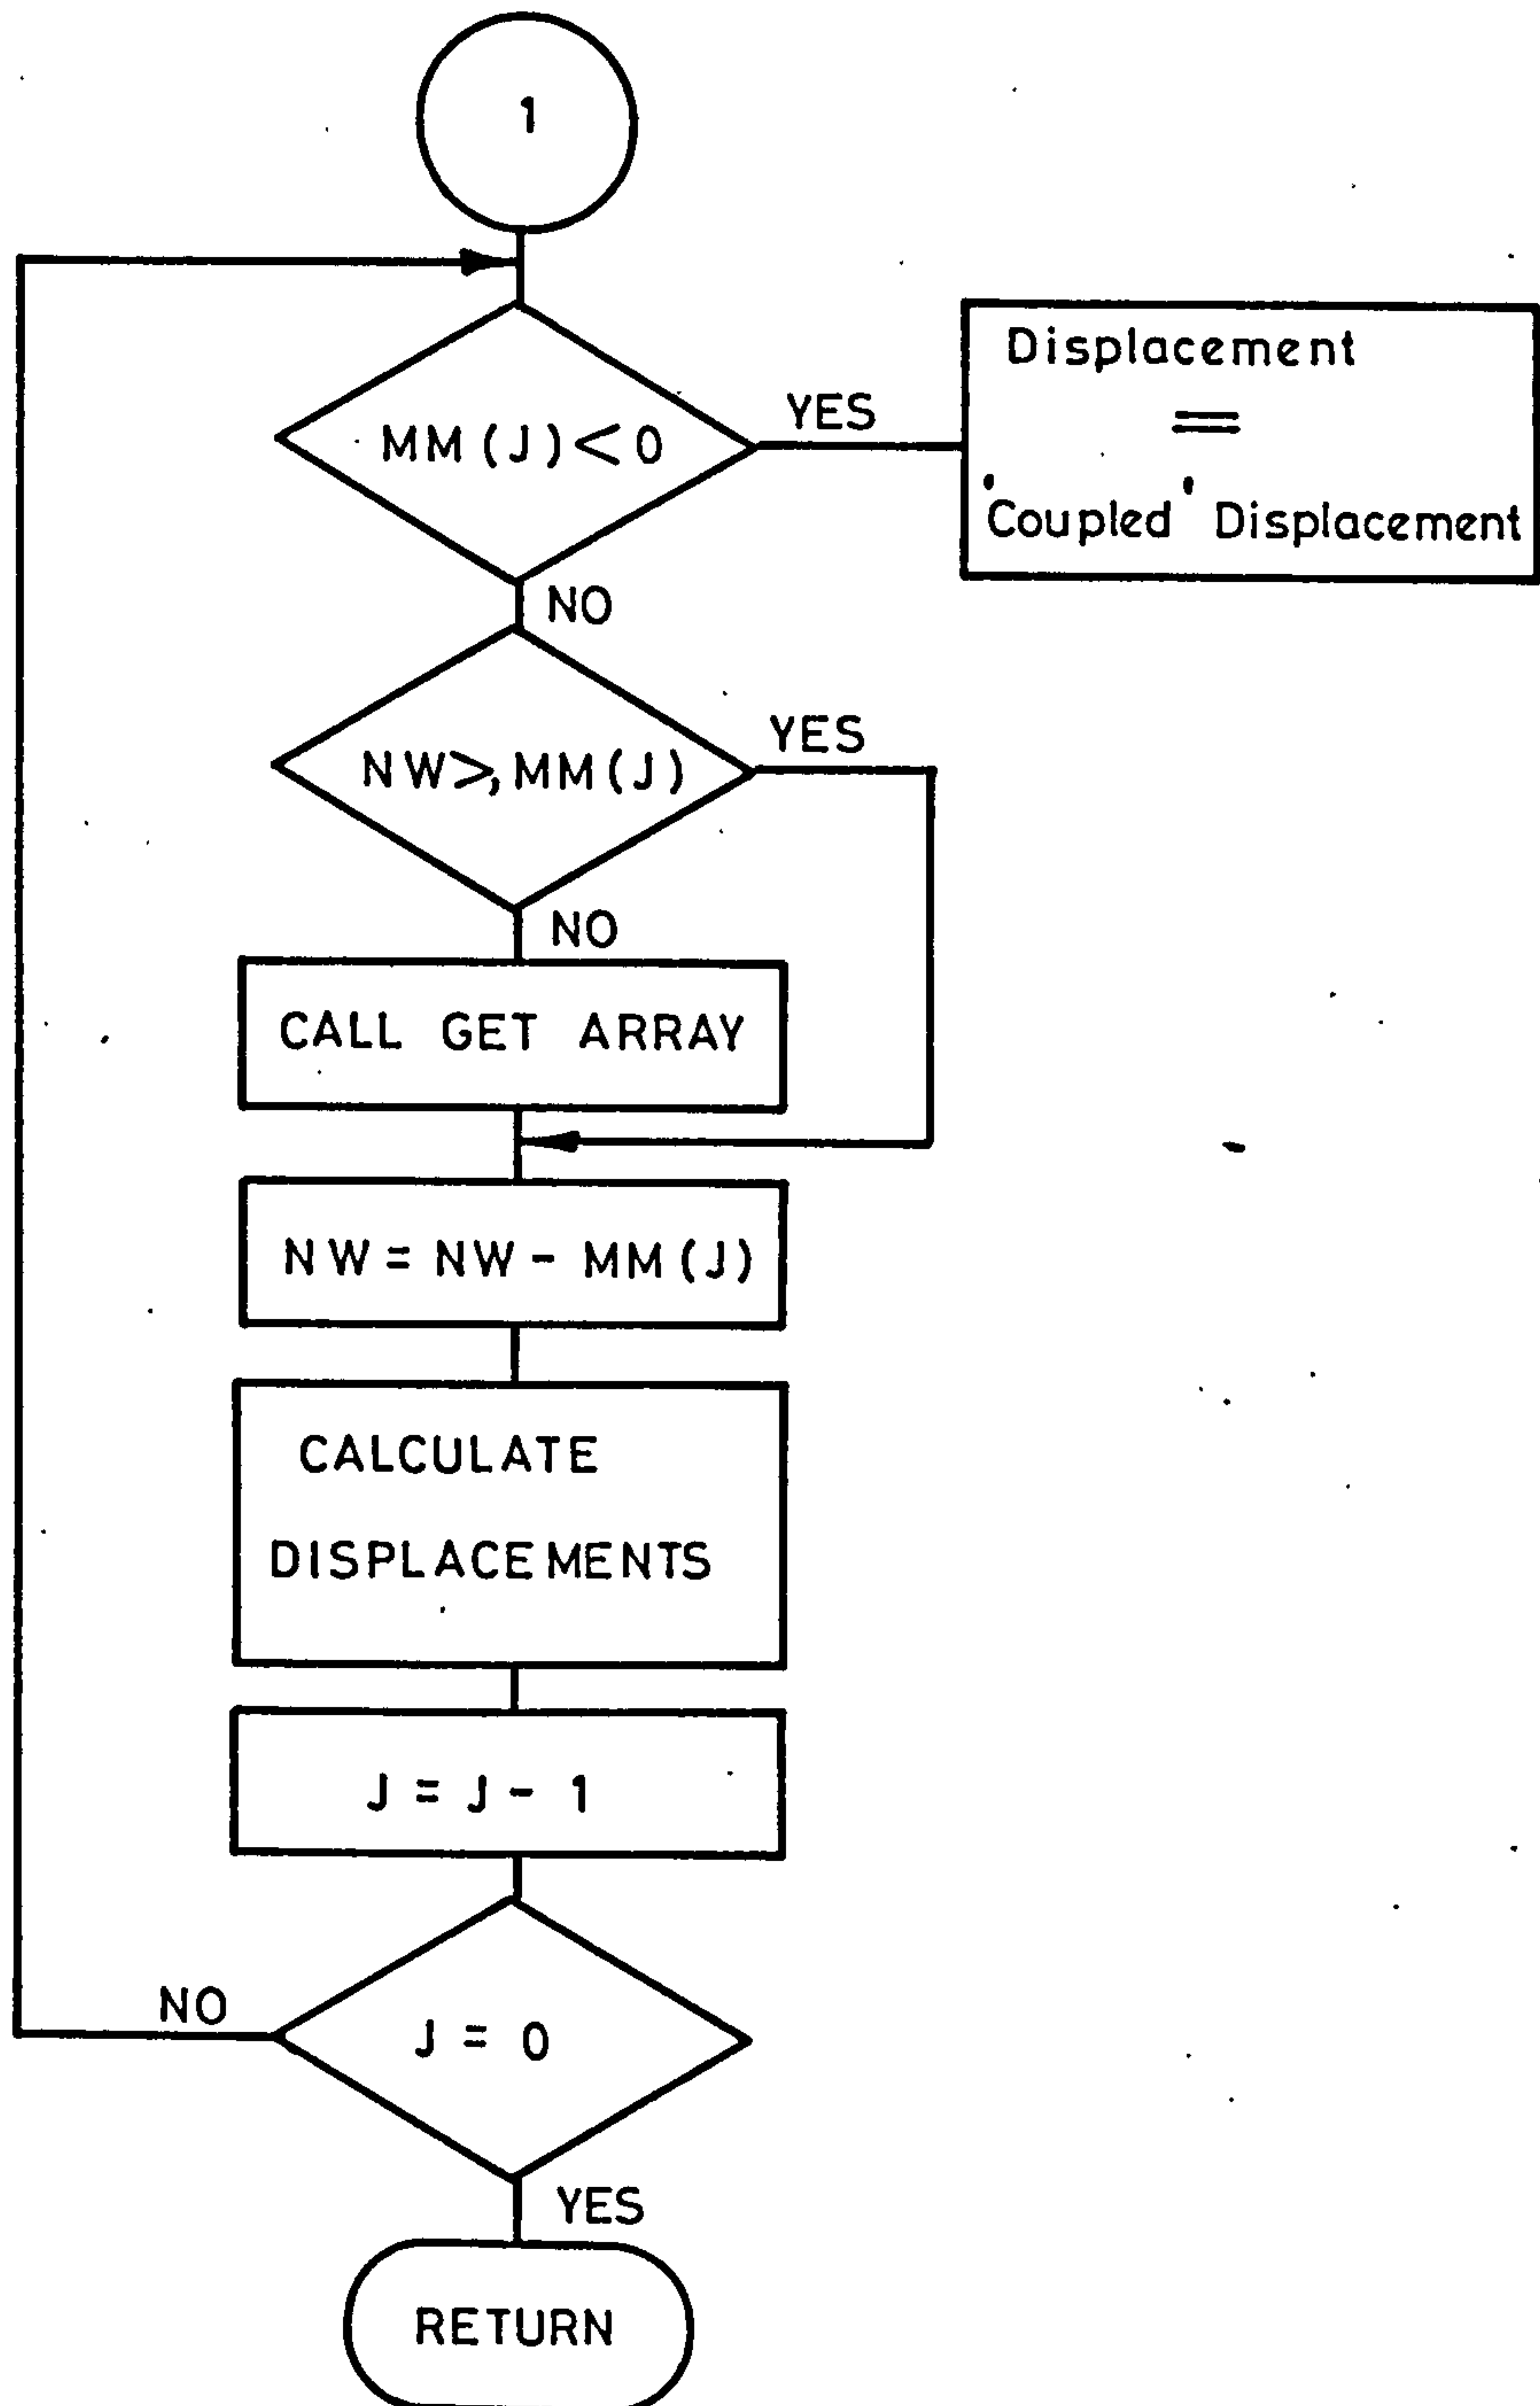 1
MM(J)<0
YES
Displacement
=
'Coupled' Displacement
NO
NW⩾MM(J)
YES
NO
CALL GET ARRAY
NW = NW - MM(J)
CALCULATE
DISPLACEMENTS
J = J - 1
NO
J = 0
YES
RETURN